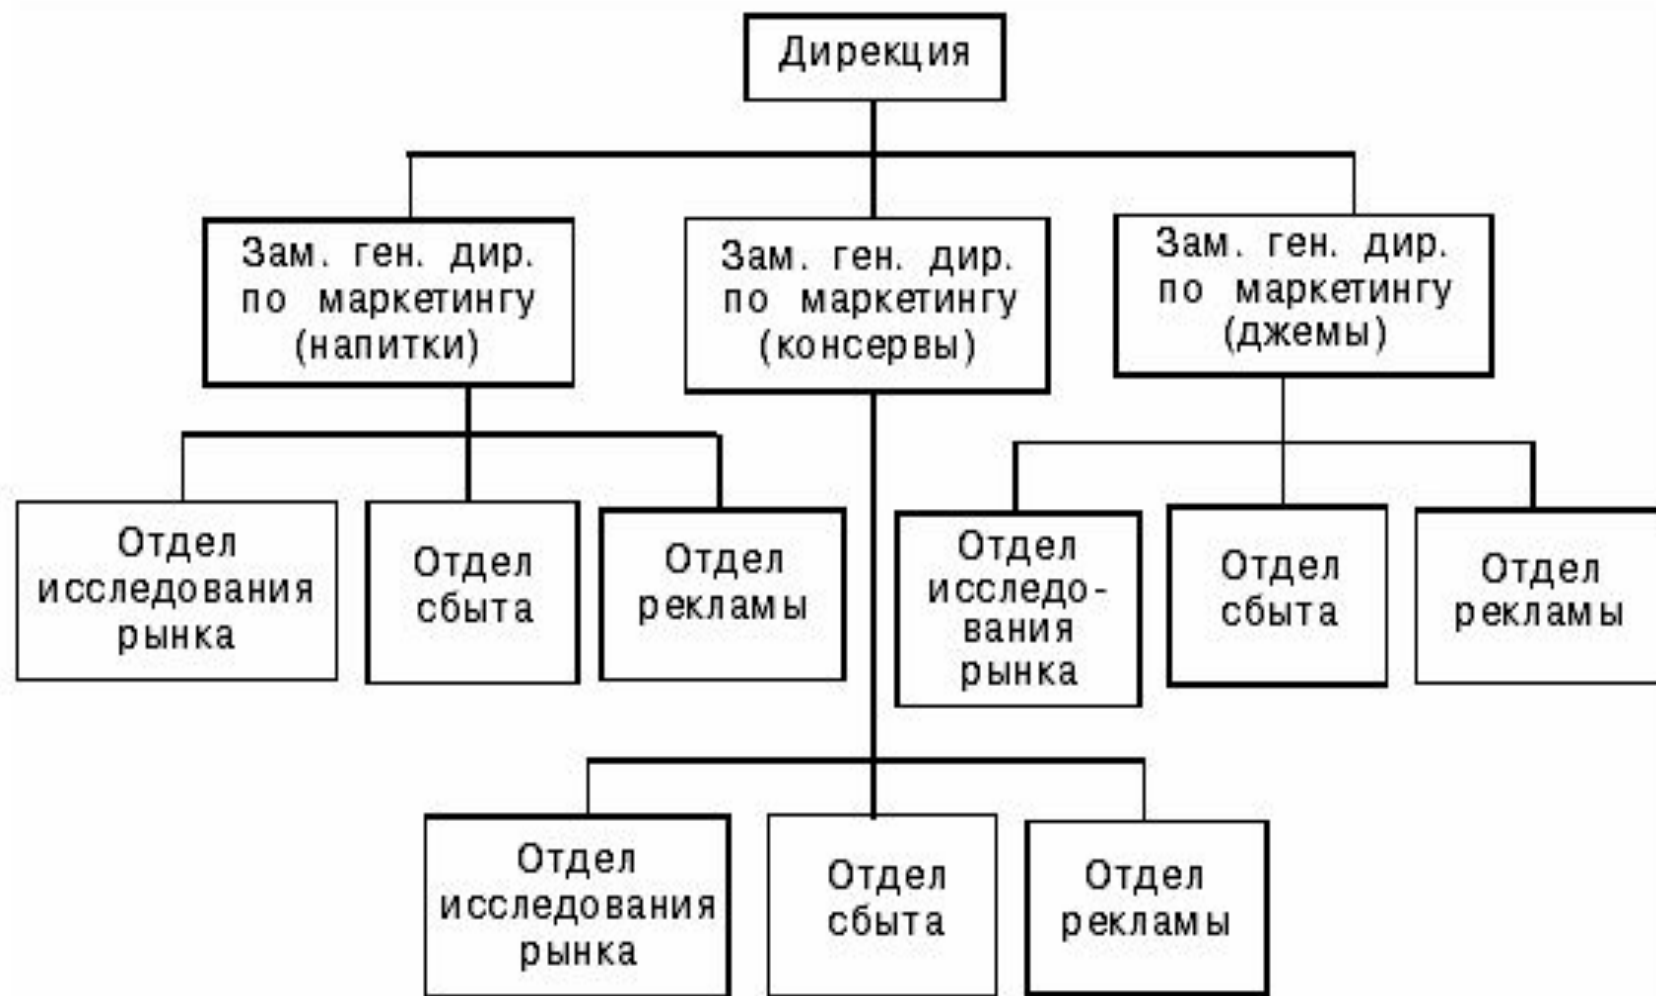 Дирекция
Зам. ген. дир.
по маркетингу
(напитки)
Зам. ген. дир.
по маркетингу
(консервы)
Зам. ген. дир.
по маркетингу
(джемы)
Отдел
исследования
рынка
Отдел
сбыта
Отдел
рекламы
Отдел
исследо-
вания
рынка
Отдел
сбыта
Отдел
рекламы
Отдел
исследования
рынка
Отдел
сбыта
Отдел
рекламы